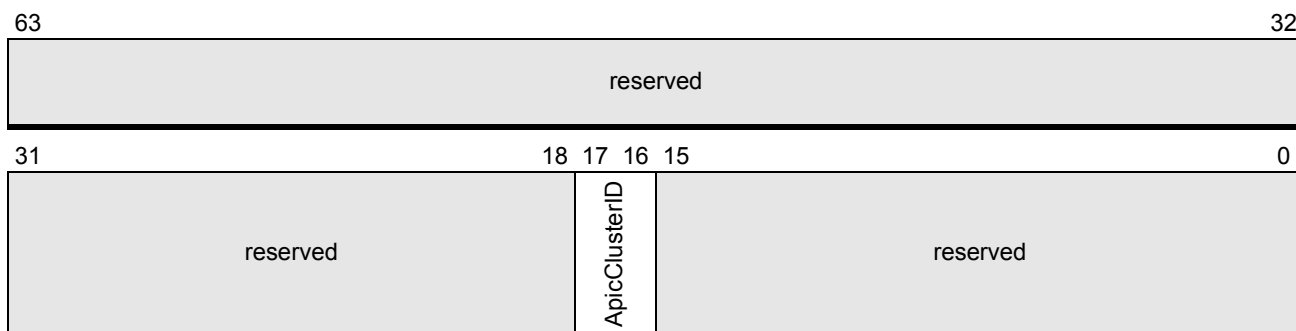 63 32
reserved
31 18 17 16 15 0
reserved ApicClusterID reserved